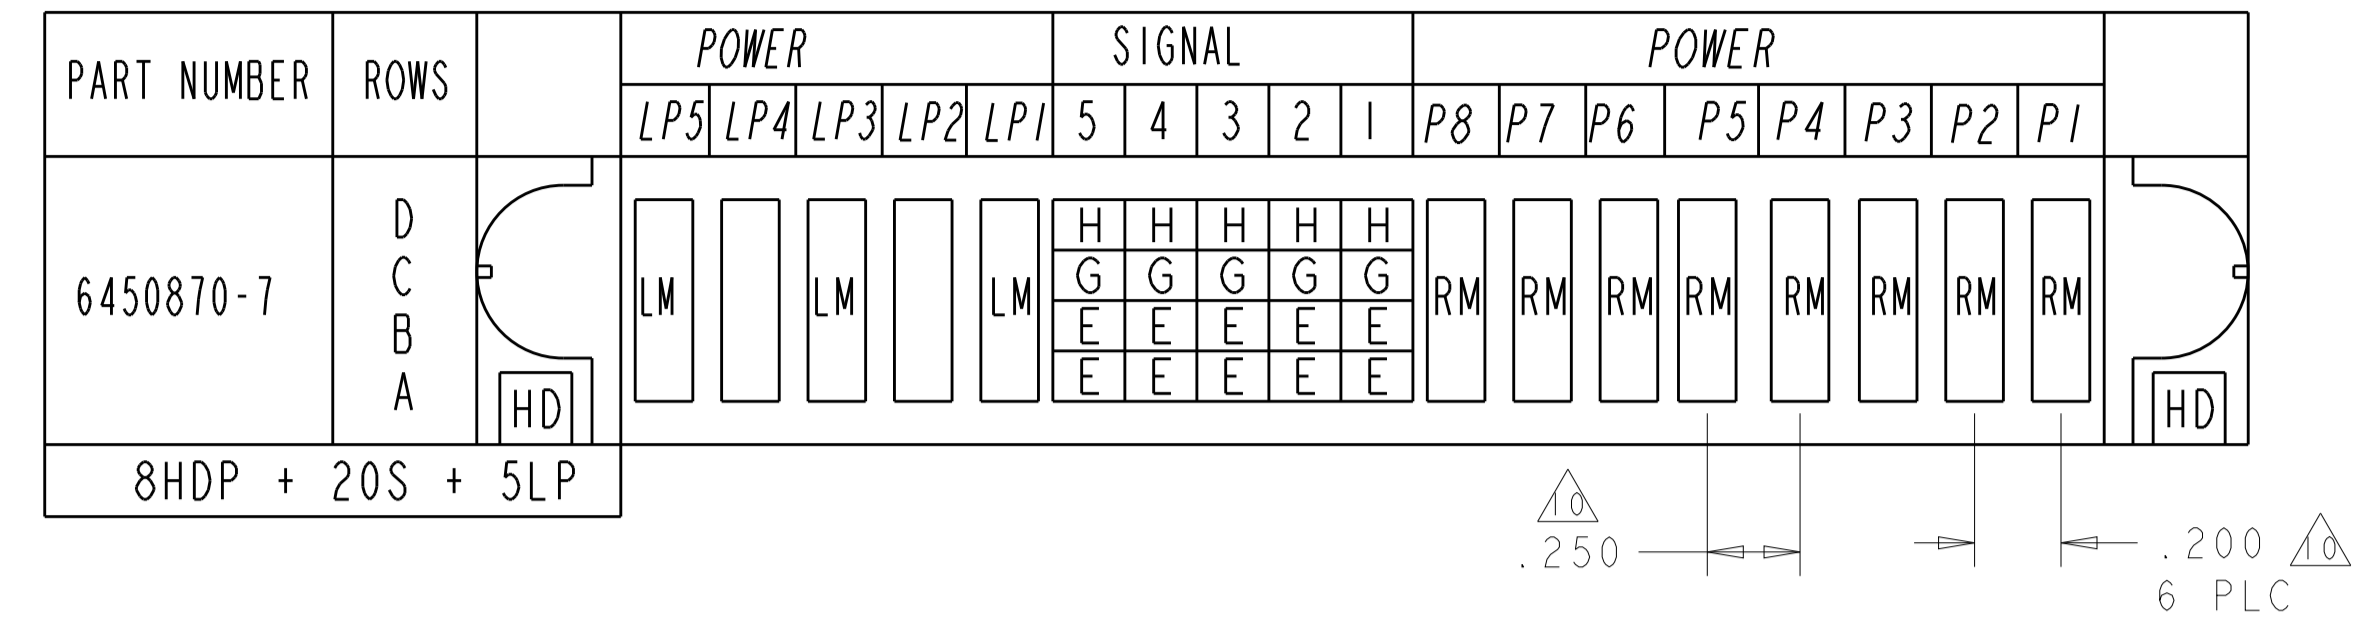 PART NUMBER ROWS POWER SIGNAL POWER
LP5 LP4 LP3 LP2 LP1 5 4 3 2 1 P8 P7 P6 P5 P4 P3 P2 P1
6450870-7
D H H H H H
C G G G G G
B E E E E E
A E E E E E
LM LM LM RM RM RM RM RM RM RM RM
HD HD
8HDP + 20S + 5LP
10
.250
.200 10
6 PLC